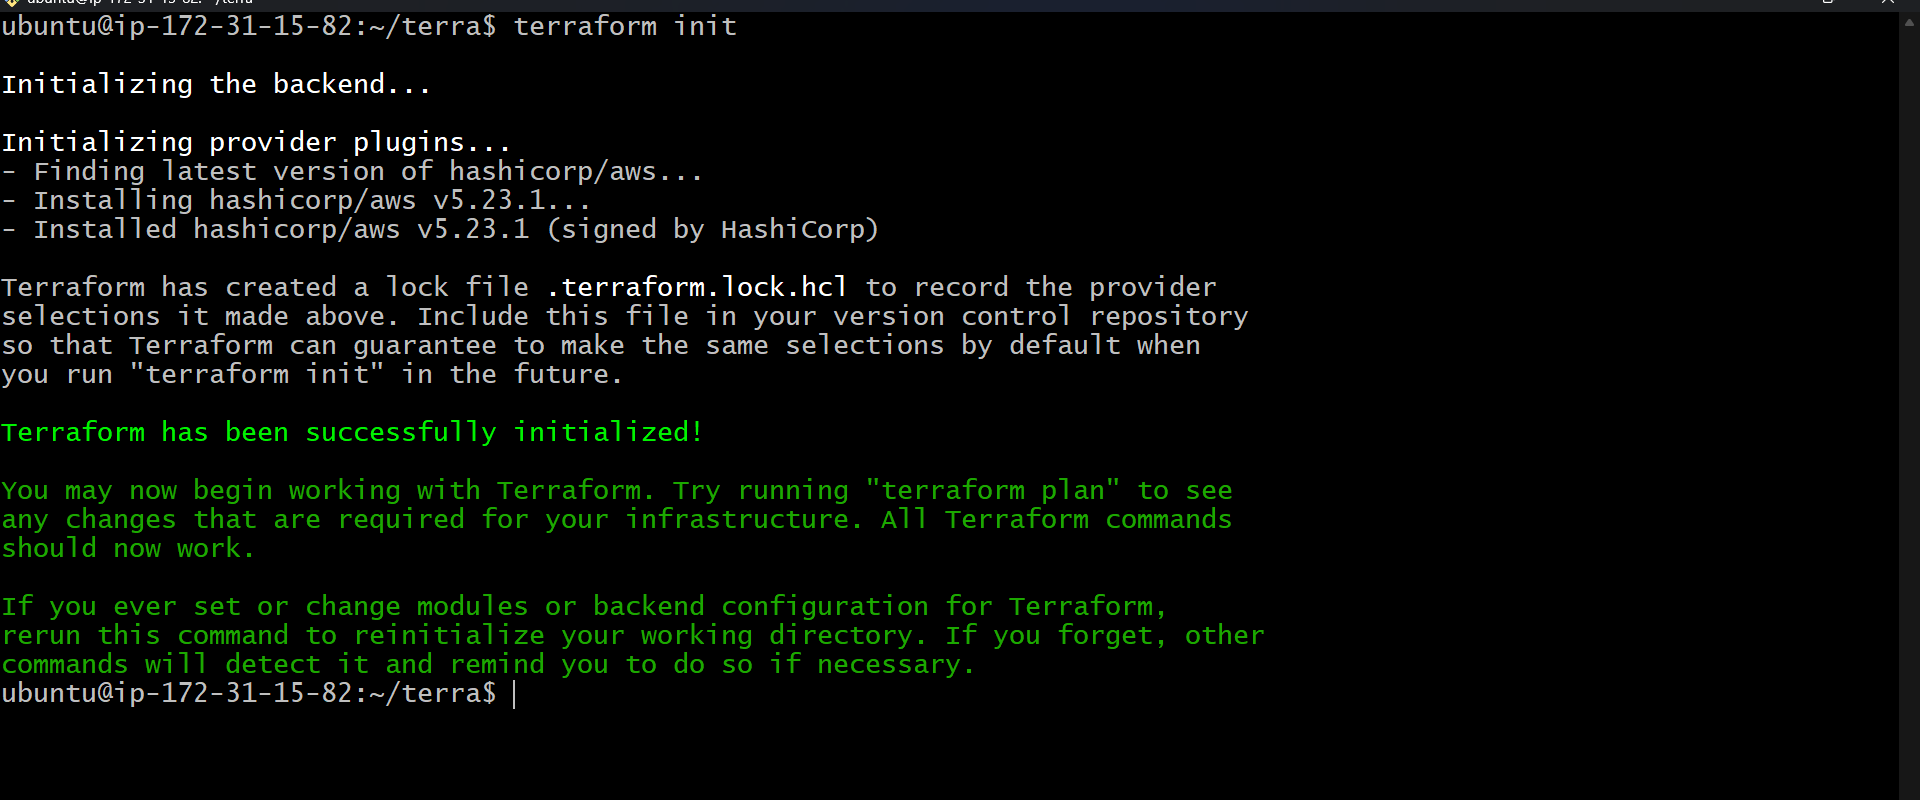 ubuntu@ip-172-31-15-82:~/terra$ terraform init
Initializing the backend...
Initializing provider plugins...
- Finding latest version of hashicorp/aws...
- Installing hashicorp/aws v5.23.1...
- Installed hashicorp/aws v5.23.1 (signed by HashiCorp)
Terraform has created a lock file .terraform.lock.hcl to record the provider
selections it made above. Include this file in your version control repository
so that Terraform can guarantee to make the same selections by default when
you run "terraform init" in the future.
Terraform has been successfully initialized!
You may now begin working with Terraform. Try running "terraform plan" to see
any changes that are required for your infrastructure. All Terraform commands
should now work.
If you ever set or change modules or backend configuration for Terraform,
rerun this command to reinitialize your working directory. If you forget, other
commands will detect it and remind you to do so if necessary.
ubuntu@ip-172-31-15-82:~/terra$